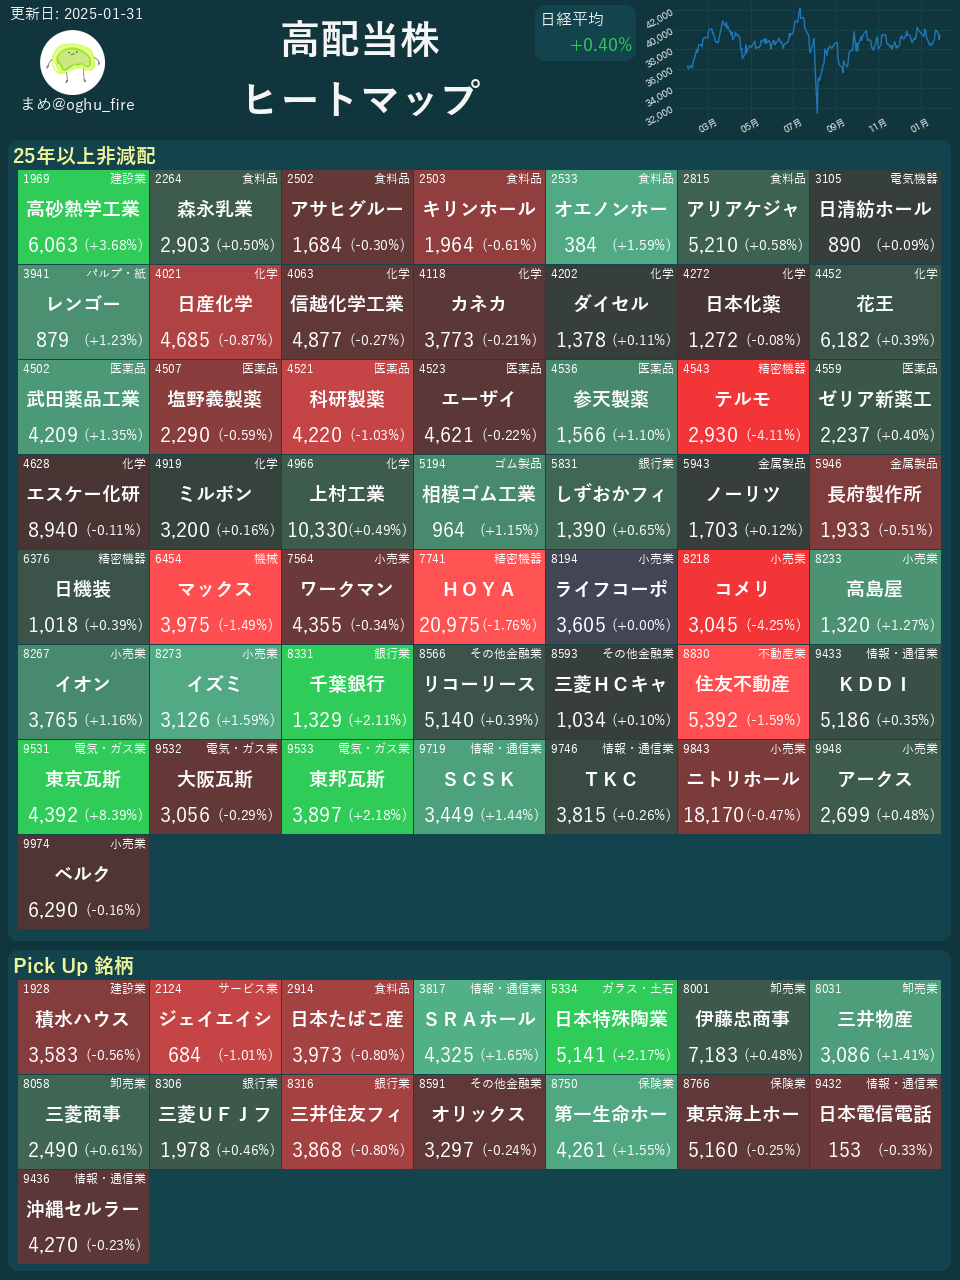 更新日: 2025-01-31
まめ@oghu_fire
高配当株
ヒートマップ
日経平均
+0.40%
42,000
40,000
38,000
36,000
34,000
32,000
03月 05月 07月 09月 11月 01月
25年以上非減配
1969 建設業 2264 食料品 2502 食料品 2503 食料品 2533 食料品 2815 食料品 3105 電気機器
高砂熱学工業 森永乳業 アサヒグルー キリンホール オエノンホー アリアケジャ 日清紡ホール
6,063 (+3.68%) 2,903 (+0.50%) 1,684 (-0.30%) 1,964 (-0.61%) 384 (+1.59%) 5,210 (+0.58%) 890 (+0.09%)
3941 パルプ・紙 4021 化学 4063 化学 4118 化学 4202 化学 4272 化学 4452 化学
レンゴー 日産化学 信越化学工業 カネカ ダイセル 日本化薬 花王
879 (+1.23%) 4,685 (-0.87%) 4,877 (-0.27%) 3,773 (-0.21%) 1,378 (+0.11%) 1,272 (-0.08%) 6,182 (+0.39%)
4502 医薬品 4507 医薬品 4521 医薬品 4523 医薬品 4536 医薬品 4543 精密機器 4559 医薬品
武田薬品工業 塩野義製薬 科研製薬 エーザイ 参天製薬 テルモ ゼリア新薬工
4,209 (+1.35%) 2,290 (-0.59%) 4,220 (-1.03%) 4,621 (-0.22%) 1,566 (+1.10%) 2,930 (-4.11%) 2,237 (+0.40%)
4628 化学 4919 化学 4966 化学 5194 ゴム製品 5831 銀行業 5943 金属製品 5946 金属製品
エスケー化研 ミルボン 上村工業 相模ゴム工業 しずおかフィ ノーリツ 長府製作所
8,940 (-0.11%) 3,200 (+0.16%) 10,330(+0.49%) 964 (+1.15%) 1,390 (+0.65%) 1,703 (+0.12%) 1,933 (-0.51%)
6376 精密機器 6454 機械 7564 小売業 7741 精密機器 8194 小売業 8218 小売業 8233 小売業
日機装 マックス ワークマン ＨＯＹＡ ライフコーポ コメリ 高島屋
1,018 (+0.39%) 3,975 (-1.49%) 4,355 (-0.34%) 20,975(-1.76%) 3,605 (+0.00%) 3,045 (-4.25%) 1,320 (+1.27%)
8267 小売業 8273 小売業 8331 銀行業 8566 その他金融業 8593 その他金融業 8830 不動産業 9433 情報・通信業
イオン イズミ 千葉銀行 リコーリース 三菱ＨＣキャ 住友不動産 ＫＤＤＩ
3,765 (+1.16%) 3,126 (+1.59%) 1,329 (+2.11%) 5,140 (+0.39%) 1,034 (+0.10%) 5,392 (-1.59%) 5,186 (+0.35%)
9531 電気・ガス業 9532 電気・ガス業 9533 電気・ガス業 9719 情報・通信業 9746 情報・通信業 9843 小売業 9948 小売業
東京瓦斯 大阪瓦斯 東邦瓦斯 ＳＣＳＫ ＴＫＣ ニトリホール アークス
4,392 (+8.39%) 3,056 (-0.29%) 3,897 (+2.18%) 3,449 (+1.44%) 3,815 (+0.26%) 18,170(-0.47%) 2,699 (+0.48%)
9974 小売業
ベルク
6,290 (-0.16%)
Pick Up 銘柄
1928 建設業 2124 サービス業 2914 食料品 3817 情報・通信業 5334 ガラス・土石 8001 卸売業 8031 卸売業
積水ハウス ジェイエイシ 日本たばこ産 ＳＲＡホール 日本特殊陶業 伊藤忠商事 三井物産
3,583 (-0.56%) 684 (-1.01%) 3,973 (-0.80%) 4,325 (+1.65%) 5,141 (+2.17%) 7,183 (+0.48%) 3,086 (+1.41%)
8058 卸売業 8306 銀行業 8316 銀行業 8591 その他金融業 8750 保険業 8766 保険業 9432 情報・通信業
三菱商事 三菱ＵＦＪフ 三井住友フィ オリックス 第一生命ホー 東京海上ホー 日本電信電話
2,490 (+0.61%) 1,978 (+0.46%) 3,868 (-0.80%) 3,297 (-0.24%) 4,261 (+1.55%) 5,160 (-0.25%) 153 (-0.33%)
9436 情報・通信業
沖縄セルラー
4,270 (-0.23%)